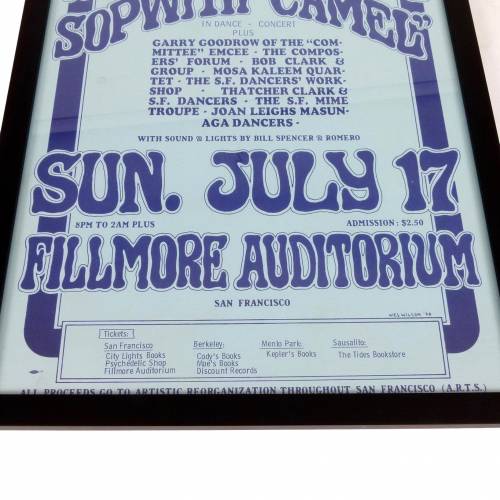 SOPWITH "CAMEL"
IN DANCE - CONCERT
PLUS
GARRY GOODROW OF THE "COM-
MITTEE" EMCEE · THE COMPOS-
ERS' FORUM · BOB CLARK &
GROUP · MOSA KALEEM QUAR-
TET · THE S.F. DANCERS' WORK-
SHOP · THATCHER CLARK &
S.F. DANCERS · THE S.F. MIME
TROUPE · JOAN LEIGHS MASUN-
AGA DANCERS ·
WITH SOUND & LIGHTS BY BILL SPENCER & ROMERO
SUN. JULY 17
8PM TO 2AM PLUS ADMISSION: $2.50
FILLMORE AUDITORIUM
SAN FRANCISCO
WES WILSON '66
Tickets:
San Francisco Berkeley: Menlo Park: Sausalito:
City Lights Books Cody's Books Kepler's Books The Tides Bookstore
Psychedelic Shop Moe's Books
Fillmore Auditorium Discount Records
ALL PROCEEDS GO TO ARTISTIC REORGANIZATION THROUGHOUT SAN FRANCISCO (A.R.T.S.)